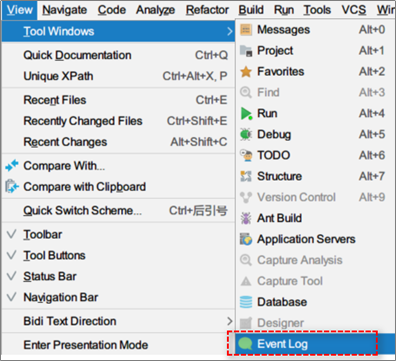 View Navigate Code Analyze Refactor Build Run Tools VCS Win
Tool Windows
Quick Documentation Ctrl+Q
Unique XPath Ctrl+Alt+X, P
Recent Files Ctrl+E
Recently Changed Files Ctrl+Shift+E
Recent Changes Alt+Shift+C
Compare With...
Compare with Clipboard
Quick Switch Scheme... Ctrl+后引号
Toolbar
Tool Buttons
Status Bar
Navigation Bar
Bidi Text Direction
Enter Presentation Mode
Messages Alt+0
Project Alt+1
Favorites Alt+2
Find Alt+3
Run Alt+4
Debug Alt+5
TODO Alt+6
Structure Alt+7
Version Control Alt+9
Ant Build
Application Servers
Capture Analysis
Capture Tool
Database
Designer
Event Log